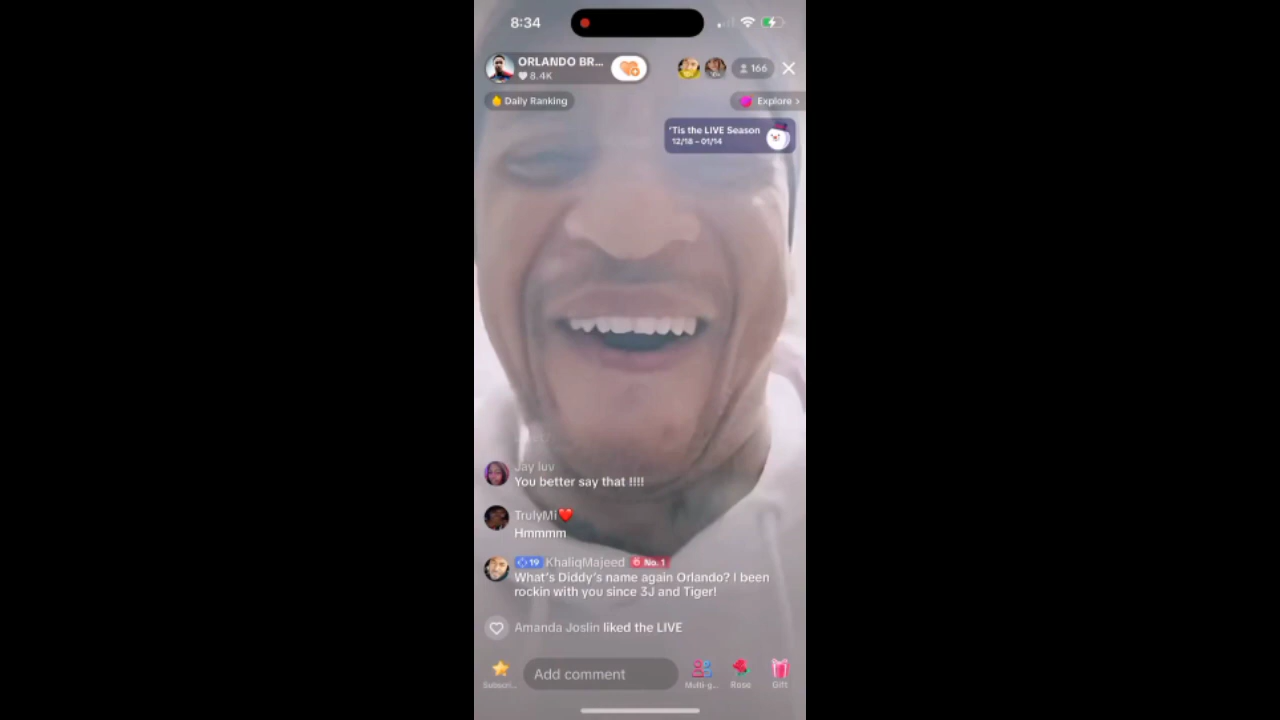 8:34
ORLANDO BR...
8.4K
166
Daily Ranking
Explore >
'Tis the LIVE Season
12/18 - 01/14
Jay luv
You better say that !!!!
TrulyMi❤️
Hmmmm
19 KhaliqMajeed No. 1
What's Diddy's name again Orlando? I been
rockin with you since 3J and Tiger!
Amanda Joslin liked the LIVE
Add comment
Subscri... Multi-g... Rose Gift